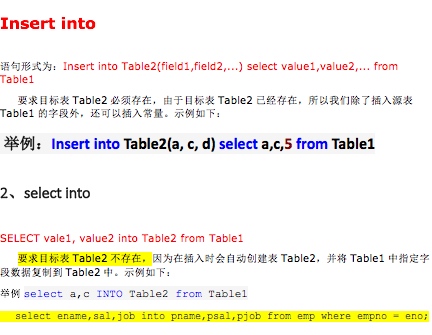 Insert into
语句形式为：Insert into Table2(field1,field2,...) select value1,value2,... from
Table1
要求目标表 Table2 必须存在，由于目标表 Table2 已经存在，所以我们除了插入源表
Table1 的字段外，还可以插入常量。示例如下：
举例：Insert into Table2(a, c, d) select a,c,5 from Table1
2、select into
SELECT vale1, value2 into Table2 from Table1
要求目标表 Table2 不存在，因为在插入时会自动创建表 Table2，并将 Table1 中指定字
段数据复制到 Table2 中。示例如下：
举例 select a,c INTO Table2 from Table1
select ename,sal,job into pname,psal,pjob from emp where empno = eno;